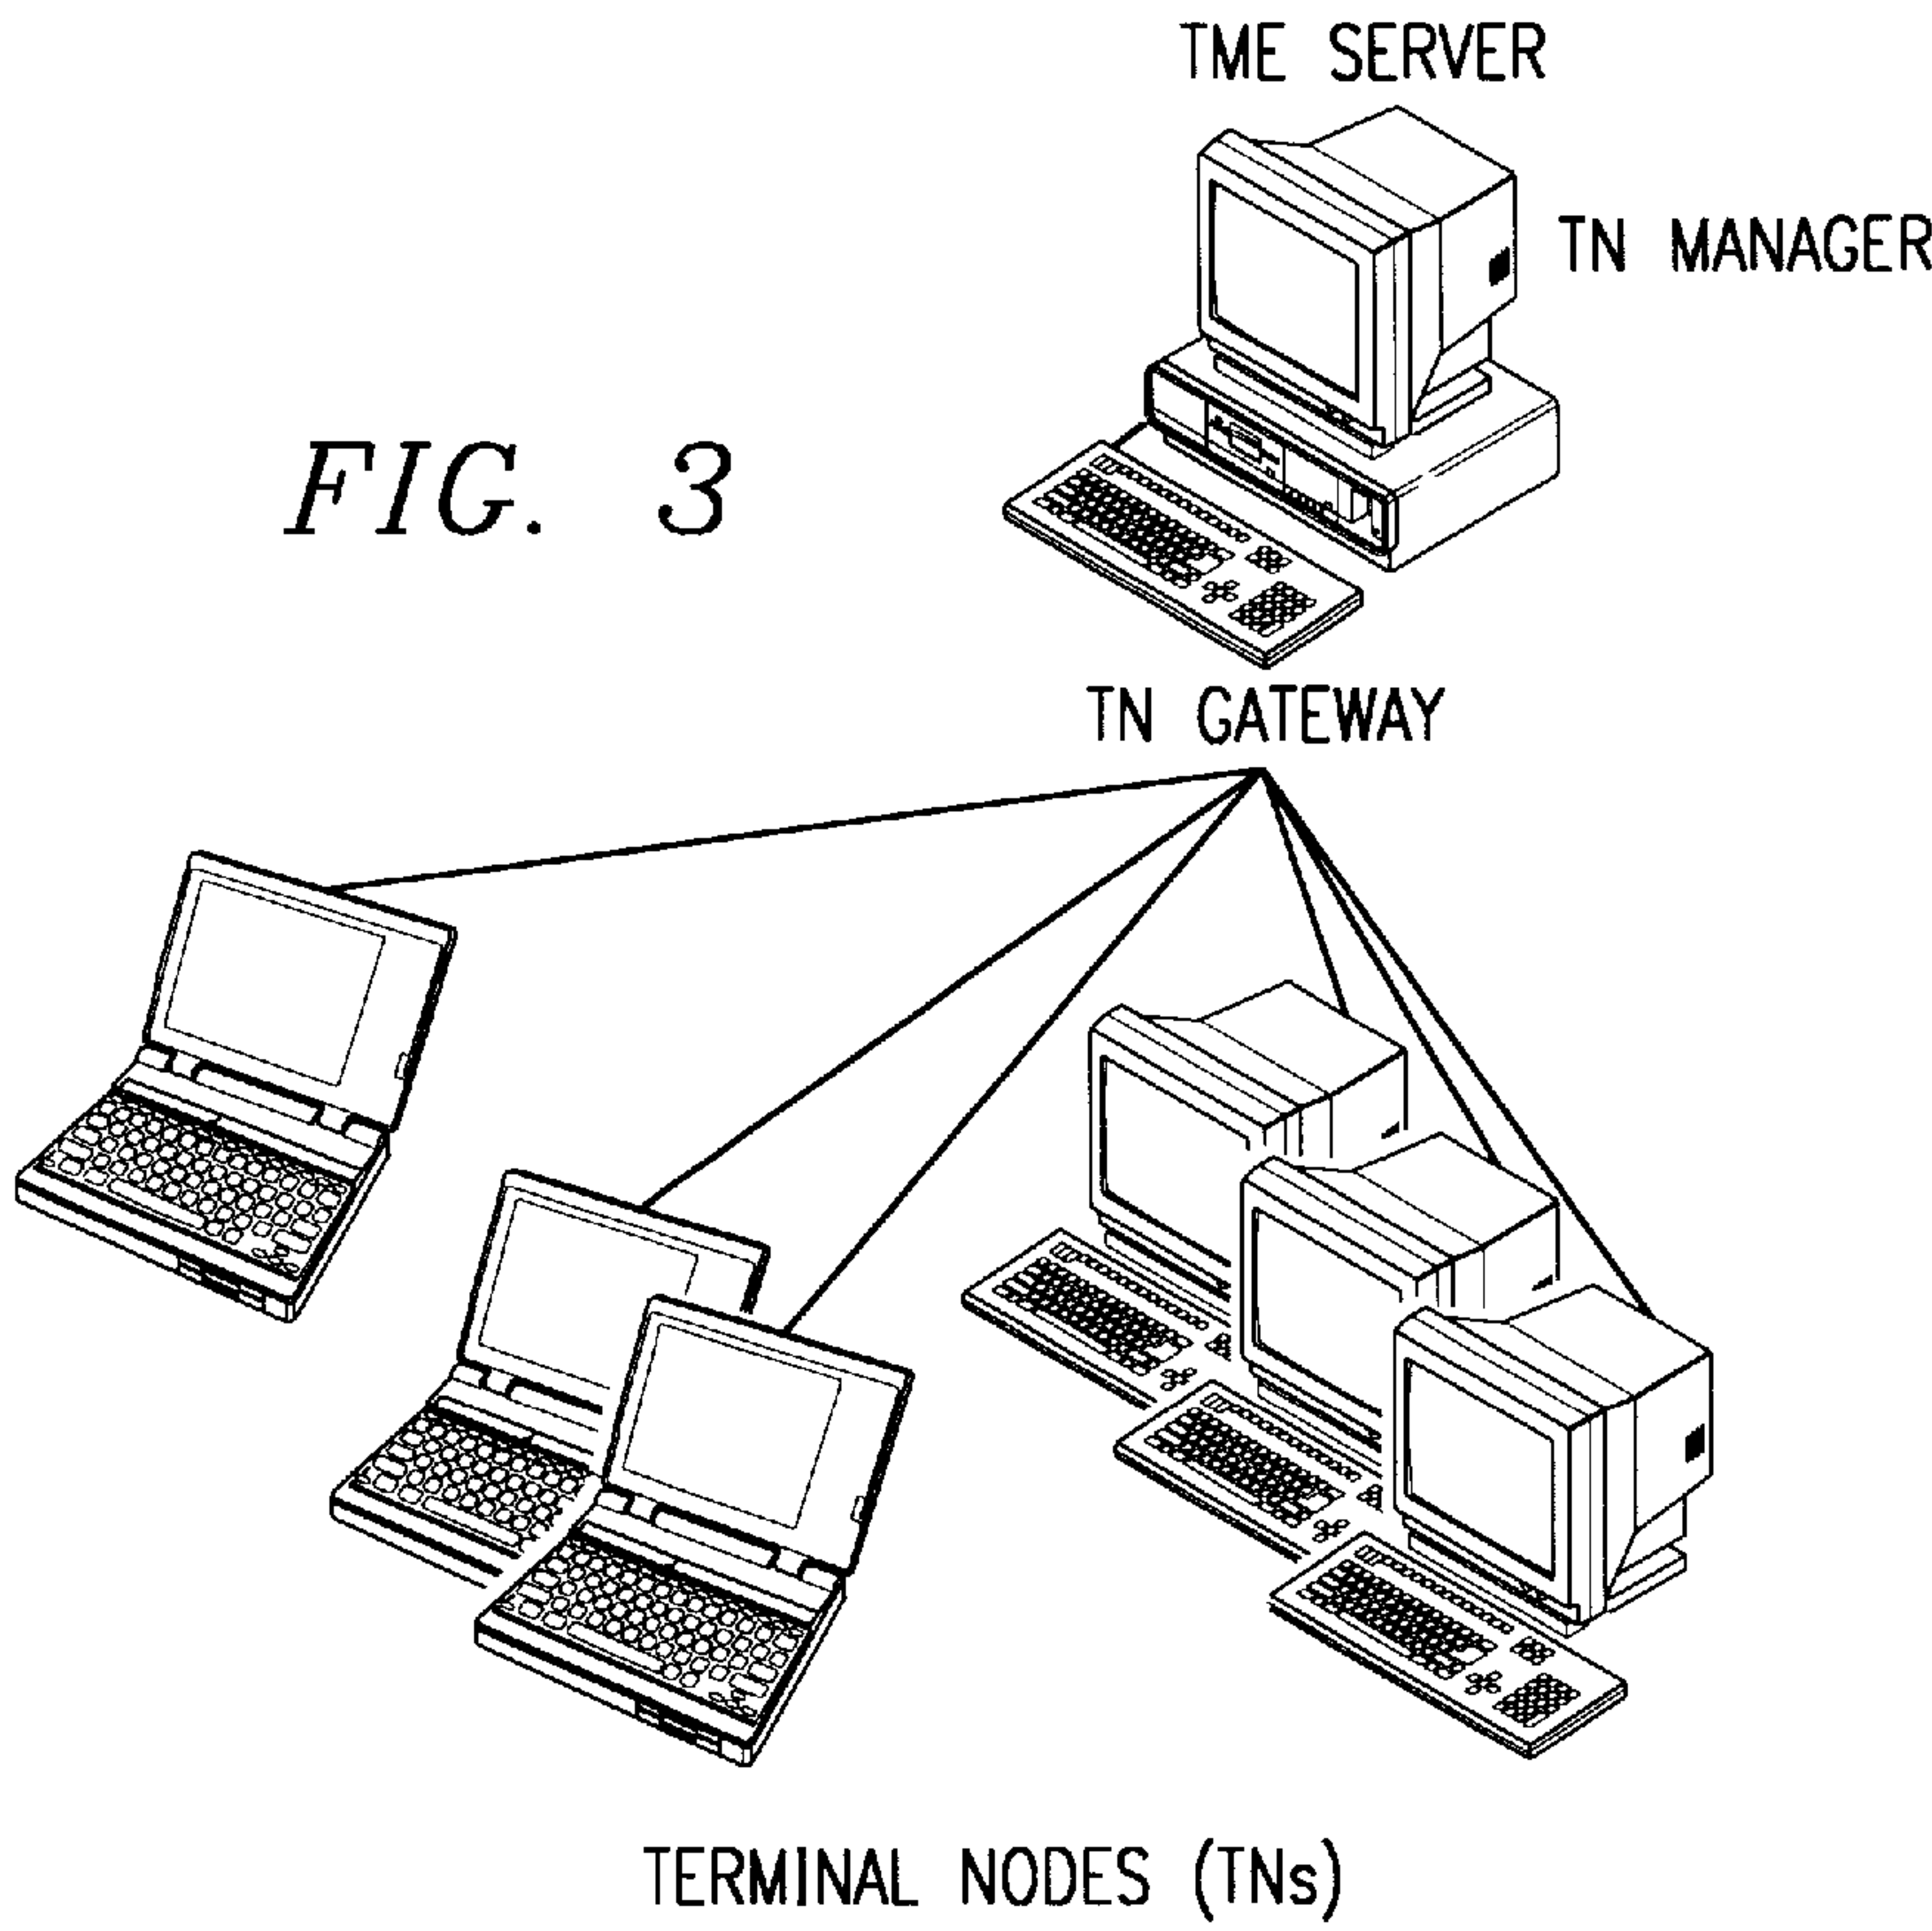 TME SERVER
TN MANAGER
FIG. 3
TN GATEWAY
TERMINAL NODES (TNs)